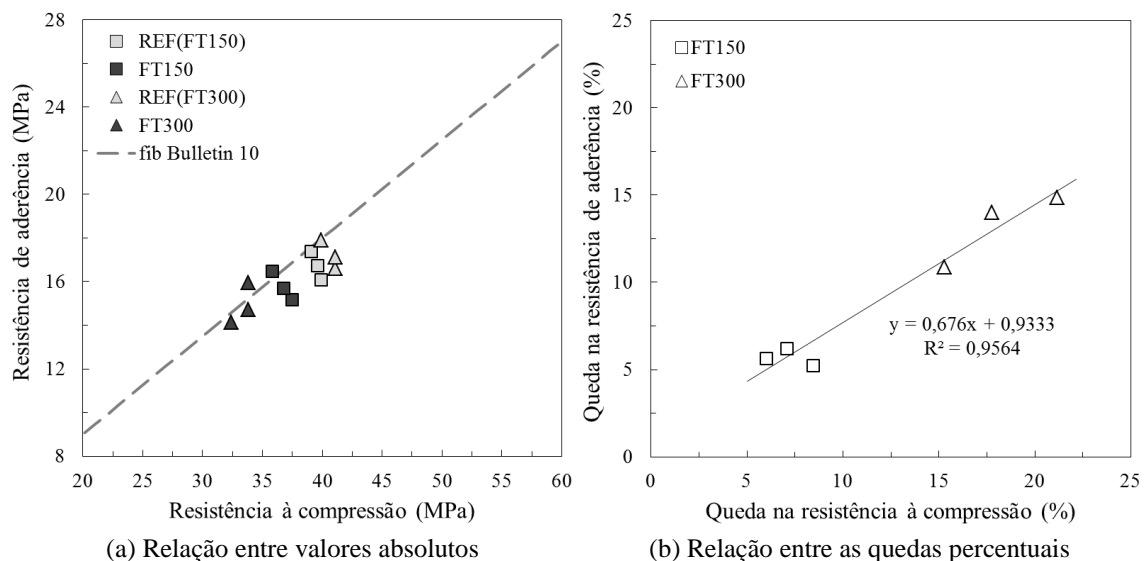 28
24
20
16
12
8
Resistência de aderência (MPa)
REF(FT150)
FT150
REF(FT300)
FT300
fib Bulletin 10
20 25 30 35 40 45 50 55 60
Resistência à compressão (MPa)
(a) Relação entre valores absolutos
25
20
15
10
5
0
Queda na resistência de aderência (%)
FT150
FT300
y = 0,676x + 0,9333
R² = 0,9564
0 5 10 15 20 25
Queda na resistência à compressão (%)
(b) Relação entre as quedas percentuais